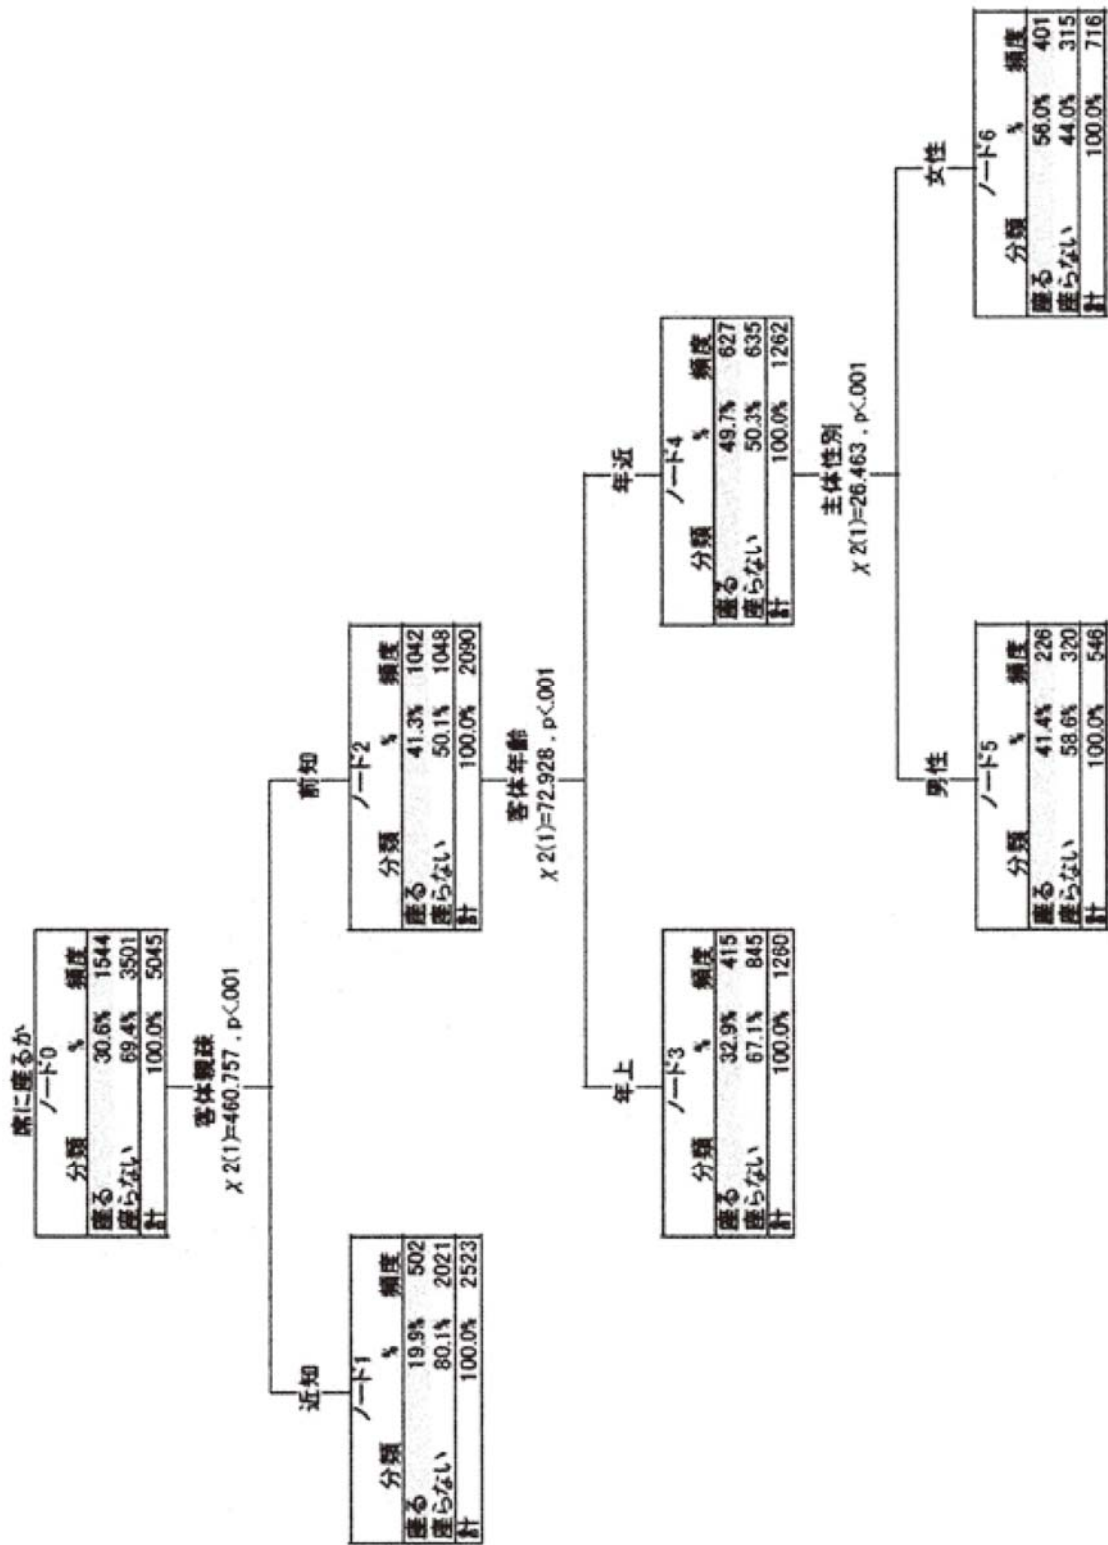 席に座るか
ノード0
分類 % 頻度
座る 30.6% 1544
座らない 69.4% 3501
計 100.0% 5045
客体親疎
χ2(1)=460.757 , p<.001
近知
前知
ノード1
分類 % 頻度
座る 19.9% 502
座らない 80.1% 2021
計 100.0% 2523
ノード2
分類 % 頻度
座る 41.3% 1042
座らない 50.1% 1048
計 100.0% 2090
客体年齢
χ2(1)=72.928 , p<.001
年上
年近
ノード3
分類 % 頻度
座る 32.9% 415
座らない 67.1% 845
計 100.0% 1260
ノード4
分類 % 頻度
座る 49.7% 627
座らない 50.3% 635
計 100.0% 1262
主体性別
χ2(1)=26.463 , p<.001
男性
女性
ノード5
分類 % 頻度
座る 41.4% 226
座らない 58.6% 320
計 100.0% 546
ノード6
分類 % 頻度
座る 56.0% 401
座らない 44.0% 315
計 100.0% 716